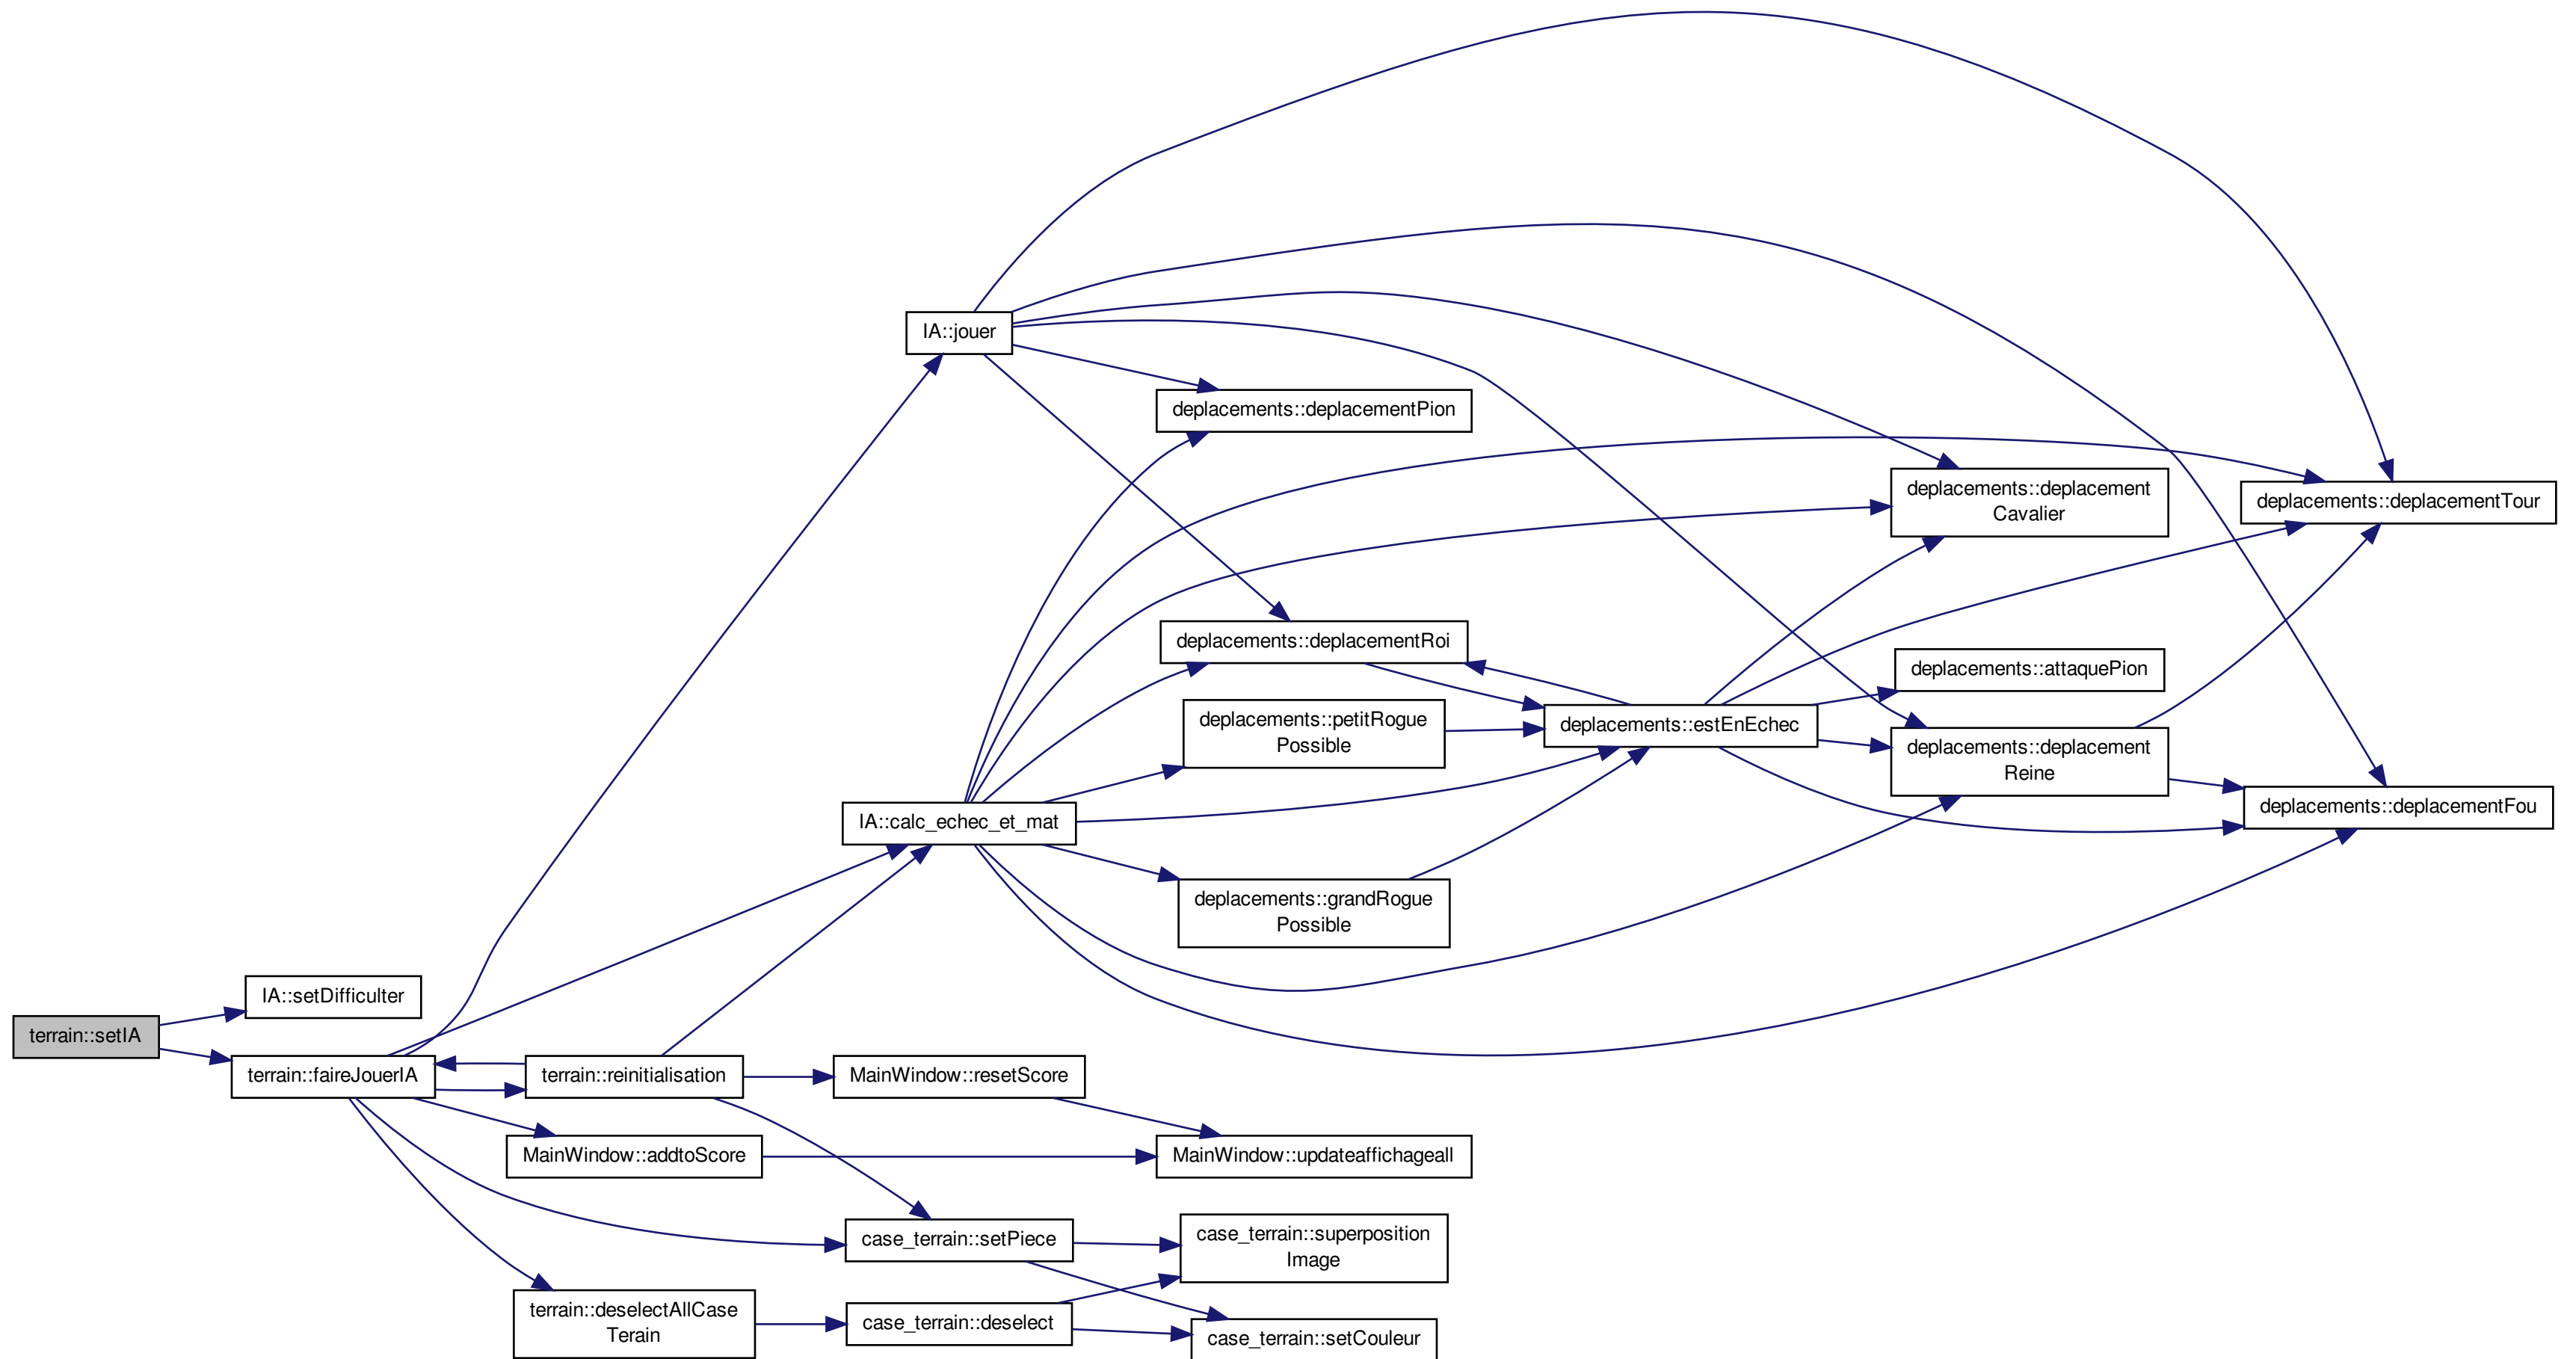 IA::jouer
deplacements::deplacementPion
deplacements::deplacement
Cavalier
deplacements::deplacementTour
deplacements::deplacementRoi
deplacements::attaquePion
deplacements::petitRogue
Possible
deplacements::estEnEchec
deplacements::deplacement
Reine
deplacements::deplacementFou
IA::calc_echec_et_mat
deplacements::grandRogue
Possible
IA::setDifficulter
terrain::setIA
terrain::faireJouerIA
terrain::reinitialisation
MainWindow::resetScore
MainWindow::addtoScore
MainWindow::updateaffichageall
case_terrain::setPiece
case_terrain::superposition
Image
terrain::deselectAllCase
Terain
case_terrain::deselect
case_terrain::setCouleur